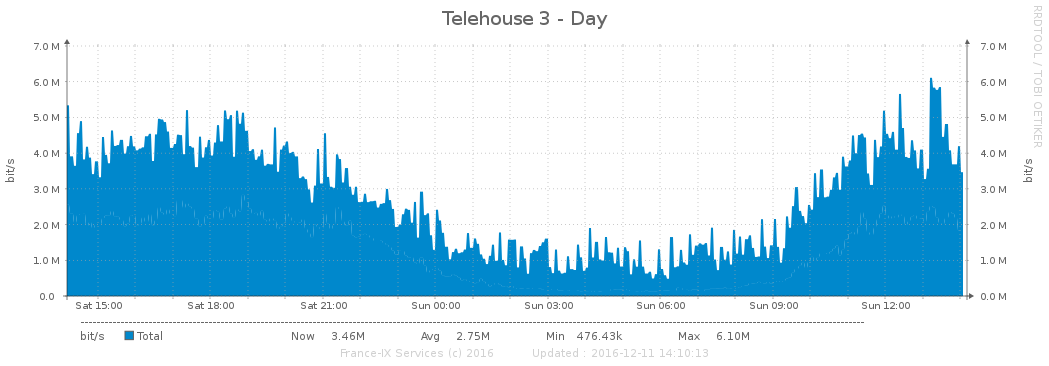 Telehouse 3 - Day
RRDTOOL / TOBI OETIKER
7.0 M 7.0 M
6.0 M 6.0 M
5.0 M 5.0 M
4.0 M 4.0 M
bit/s bit/s
3.0 M 3.0 M
2.0 M 2.0 M
1.0 M 1.0 M
0.0 0.0 M
Sat 15:00 Sat 18:00 Sat 21:00 Sun 00:00 Sun 03:00 Sun 06:00 Sun 09:00 Sun 12:00
bit/s Total Now 3.46M Avg 2.75M Min 476.43k Max 6.10M
France-IX Services (c) 2016 Updated : 2016-12-11 14:10:13